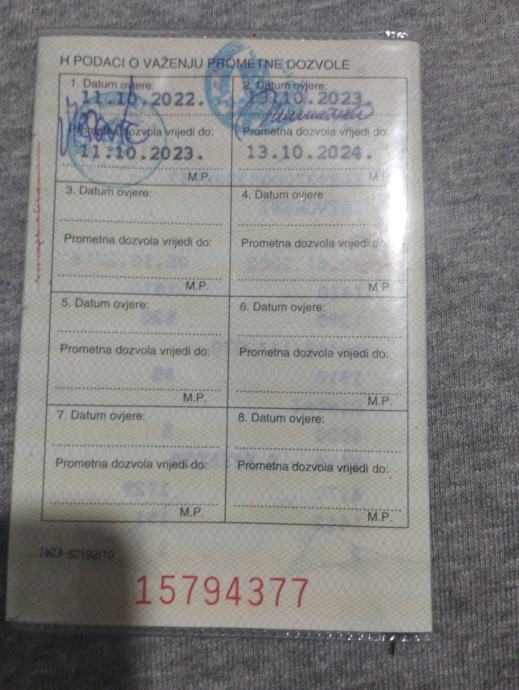 H PODACI O VAŽENJU PROMETNE DOZVOLE
1. Datum ovjere:
11.10.2022.
Prometna dozvola vrijedi do:
11.10.2023.
M.P.
2. Datum ovjere:
13.10.2023.
Prometna dozvola vrijedi do:
13.10.2024.
M.P.
3. Datum ovjere:
Prometna dozvola vrijedi do:
M.P.
4. Datum ovjere:
Prometna dozvola vrijedi do:
M.P.
5. Datum ovjere:
Prometna dozvola vrijedi do:
M.P.
6. Datum ovjere:
Prometna dozvola vrijedi do:
M.P.
7. Datum ovjere:
Prometna dozvola vrijedi do:
M.P.
8. Datum ovjere:
Prometna dozvola vrijedi do:
M.P.
52192/10
15794377